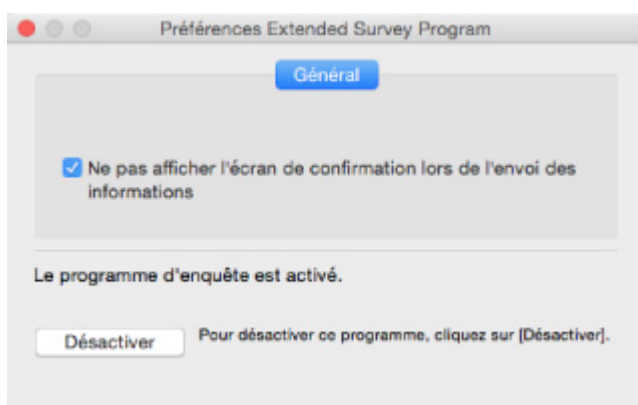 Préférences Extended Survey Program
Général
Ne pas afficher l'écran de confirmation lors de l'envoi des
informations
Le programme d'enquête est activé.
Désactiver
Pour désactiver ce programme, cliquez sur [Désactiver].